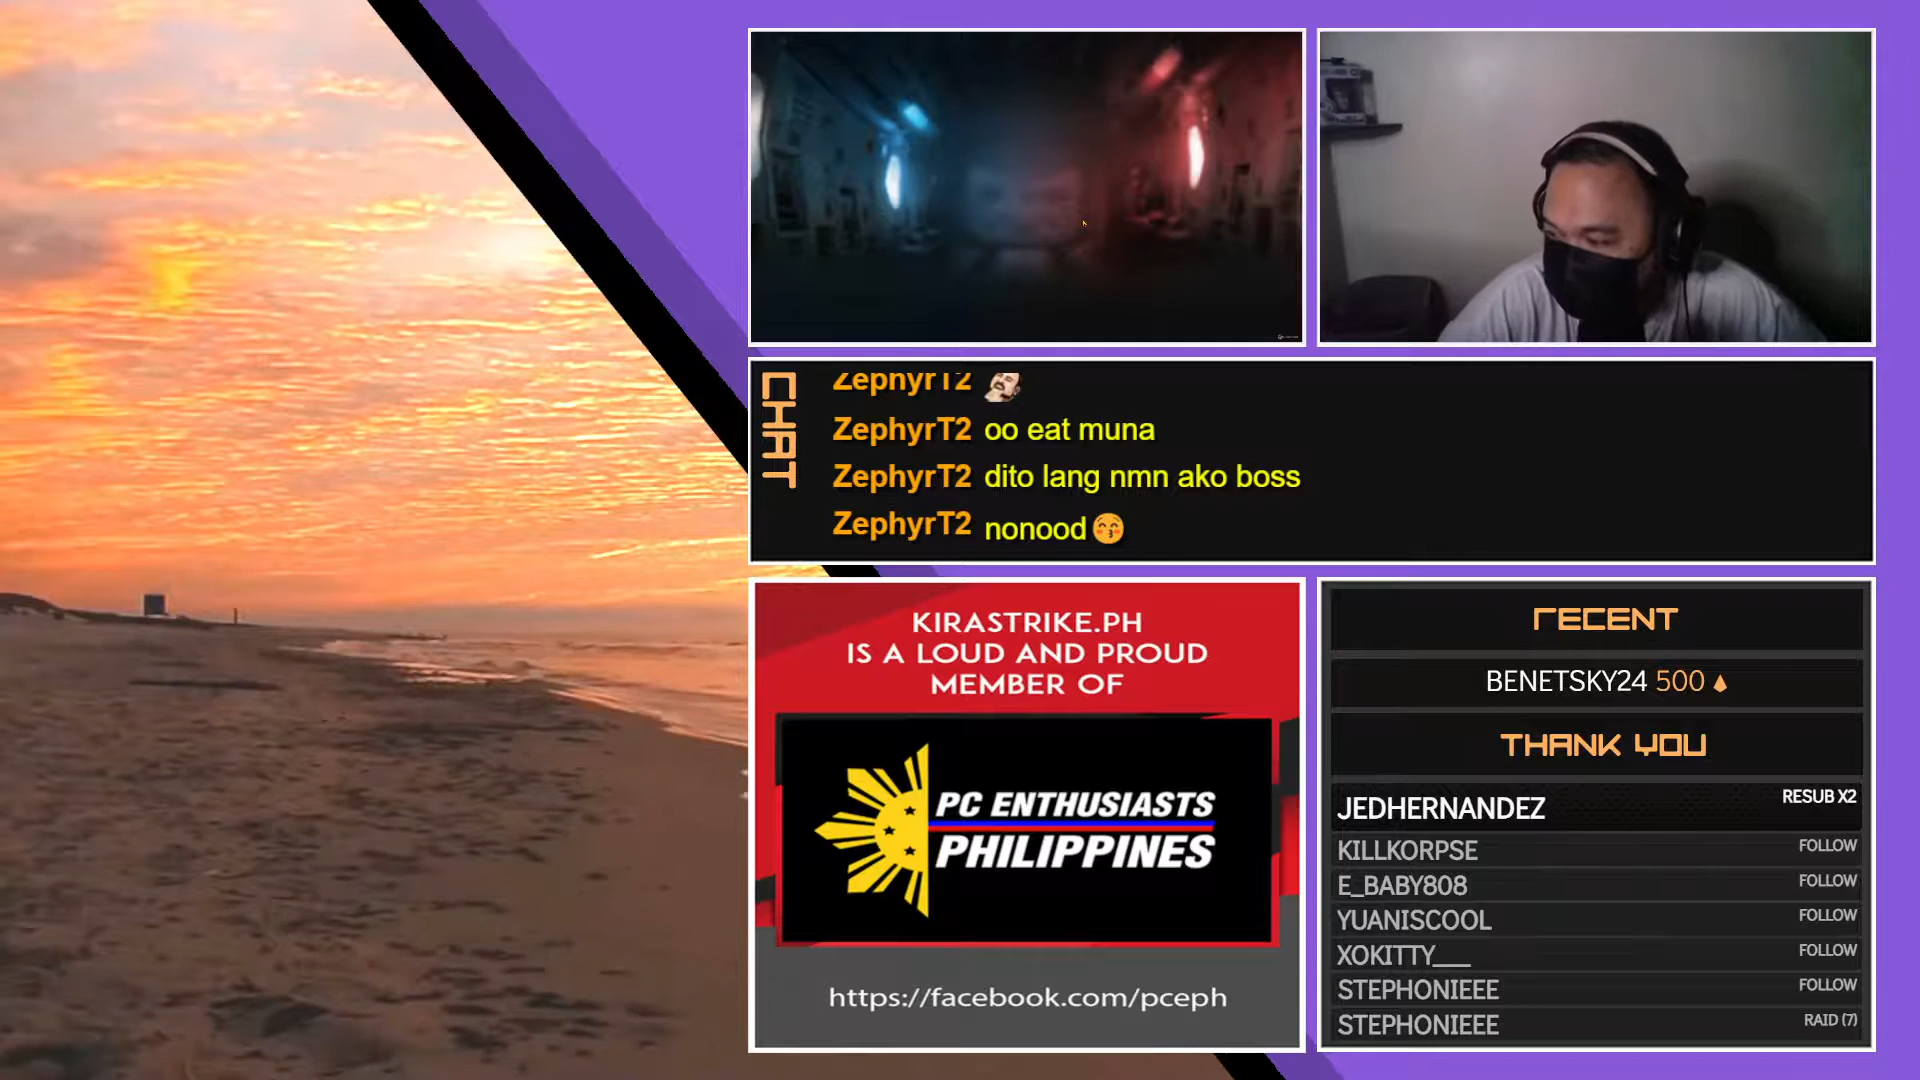 CHAT
ZephyrT2
ZephyrT2 oo eat muna
ZephyrT2 dito lang nmn ako boss
ZephyrT2 nonood
KIRASTRIKE.PH
IS A LOUD AND PROUD
MEMBER OF
PC ENTHUSIASTS
PHILIPPINES
https://facebook.com/pceph
RECENT
BENETSKY24 500
THANK YOU
JEDHERNANDEZ RESUB X2
KILLKORPSE FOLLOW
E_BABY808 FOLLOW
YUANISCOOL FOLLOW
XOKITTY___ FOLLOW
STEPHONIEEE FOLLOW
STEPHONIEEE RAID (7)